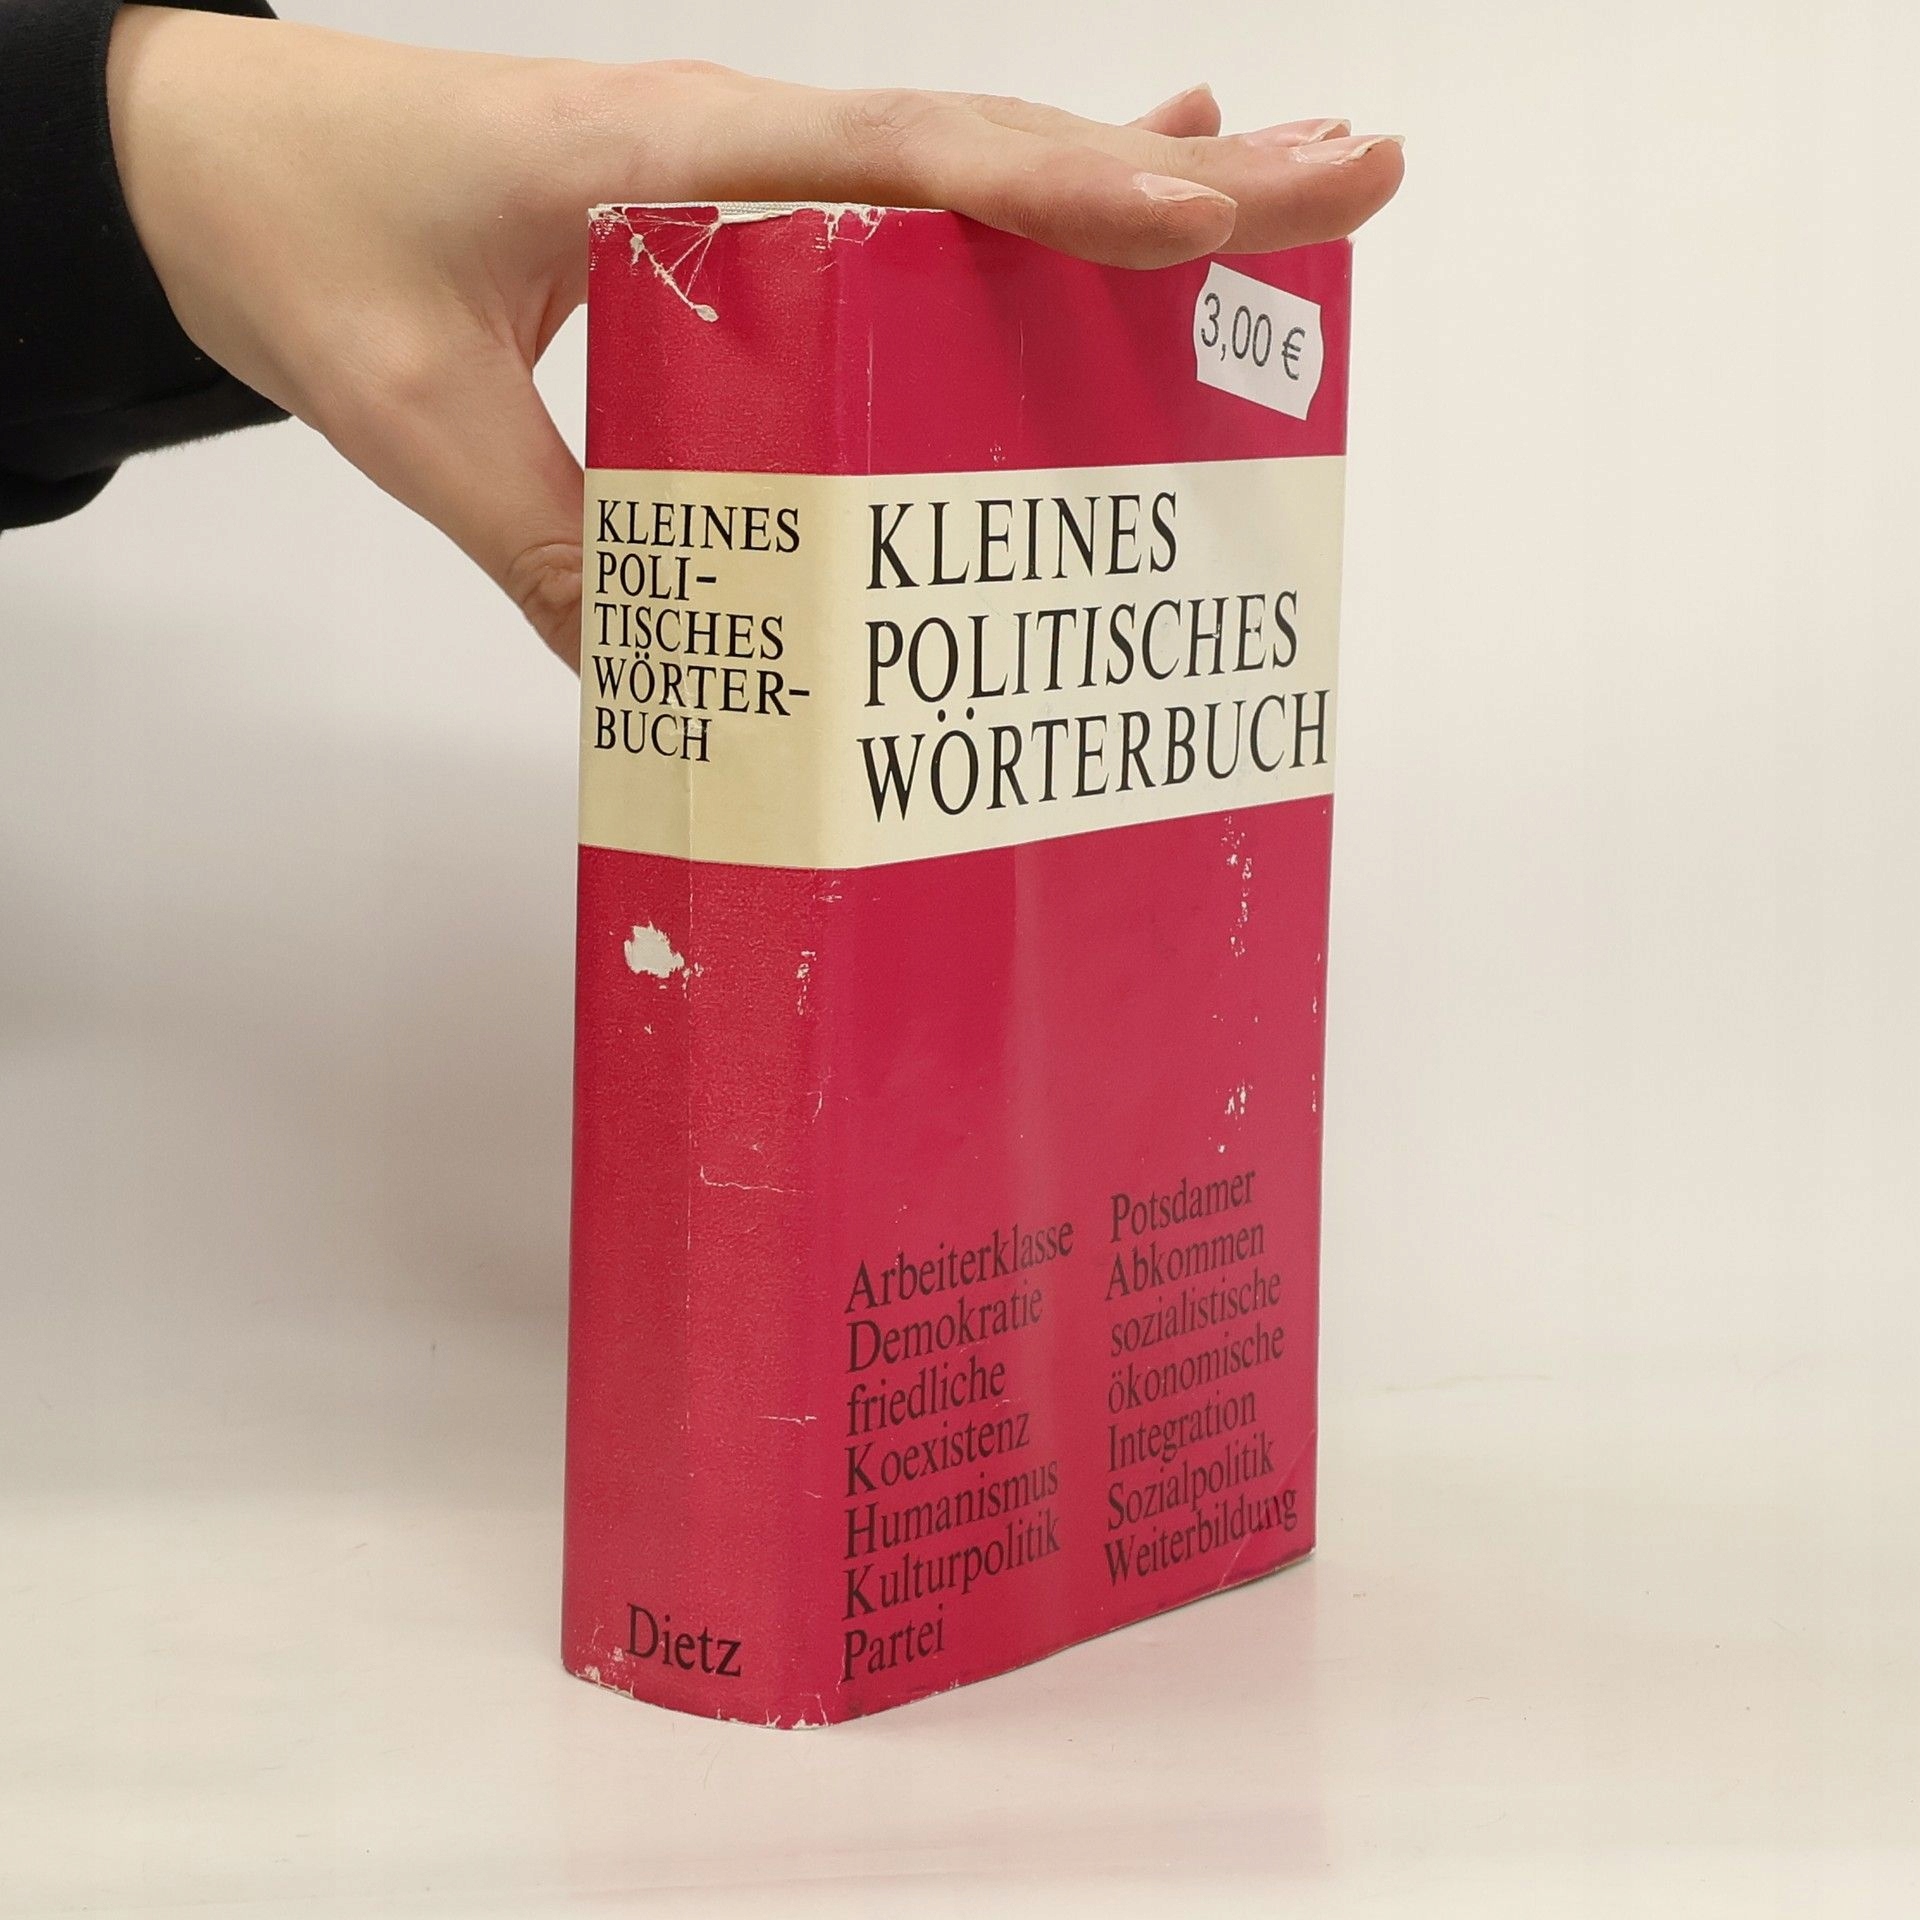 KLEINES
POLI-
TISCHES
WÖRTER-
BUCH
Dietz
3,00 €
KLEINES
POLITISCHES
WÖRTERBUCH
Arbeiterklasse
Demokratie
friedliche
Koexistenz
Humanismus
Kulturpolitik
Partei
Potsdamer
Abkommen
sozialistische
ökonomische
Integration
Sozialpolitik
Weiterbildung